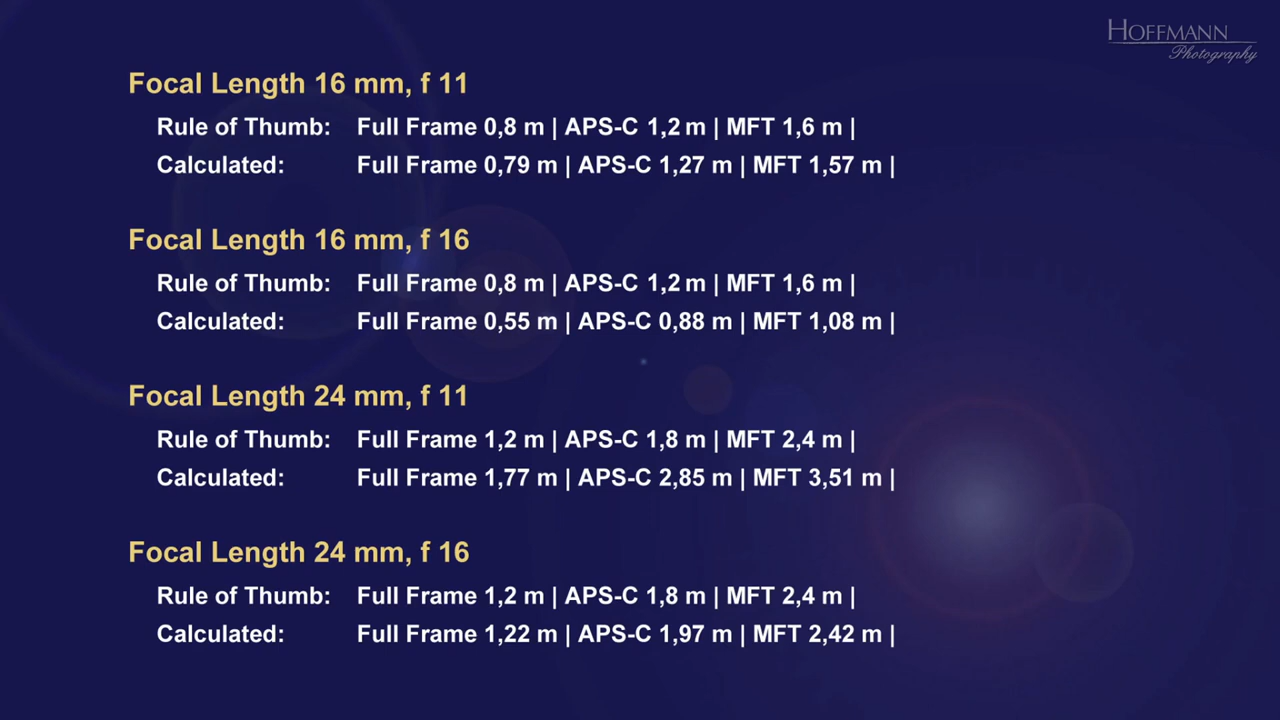 HOFFMANN
Photography
Focal Length 16 mm, f 11
Rule of Thumb: Full Frame 0,8 m | APS-C 1,2 m | MFT 1,6 m |
Calculated: Full Frame 0,79 m | APS-C 1,27 m | MFT 1,57 m |
Focal Length 16 mm, f 16
Rule of Thumb: Full Frame 0,8 m | APS-C 1,2 m | MFT 1,6 m |
Calculated: Full Frame 0,55 m | APS-C 0,88 m | MFT 1,08 m |
Focal Length 24 mm, f 11
Rule of Thumb: Full Frame 1,2 m | APS-C 1,8 m | MFT 2,4 m |
Calculated: Full Frame 1,77 m | APS-C 2,85 m | MFT 3,51 m |
Focal Length 24 mm, f 16
Rule of Thumb: Full Frame 1,2 m | APS-C 1,8 m | MFT 2,4 m |
Calculated: Full Frame 1,22 m | APS-C 1,97 m | MFT 2,42 m |